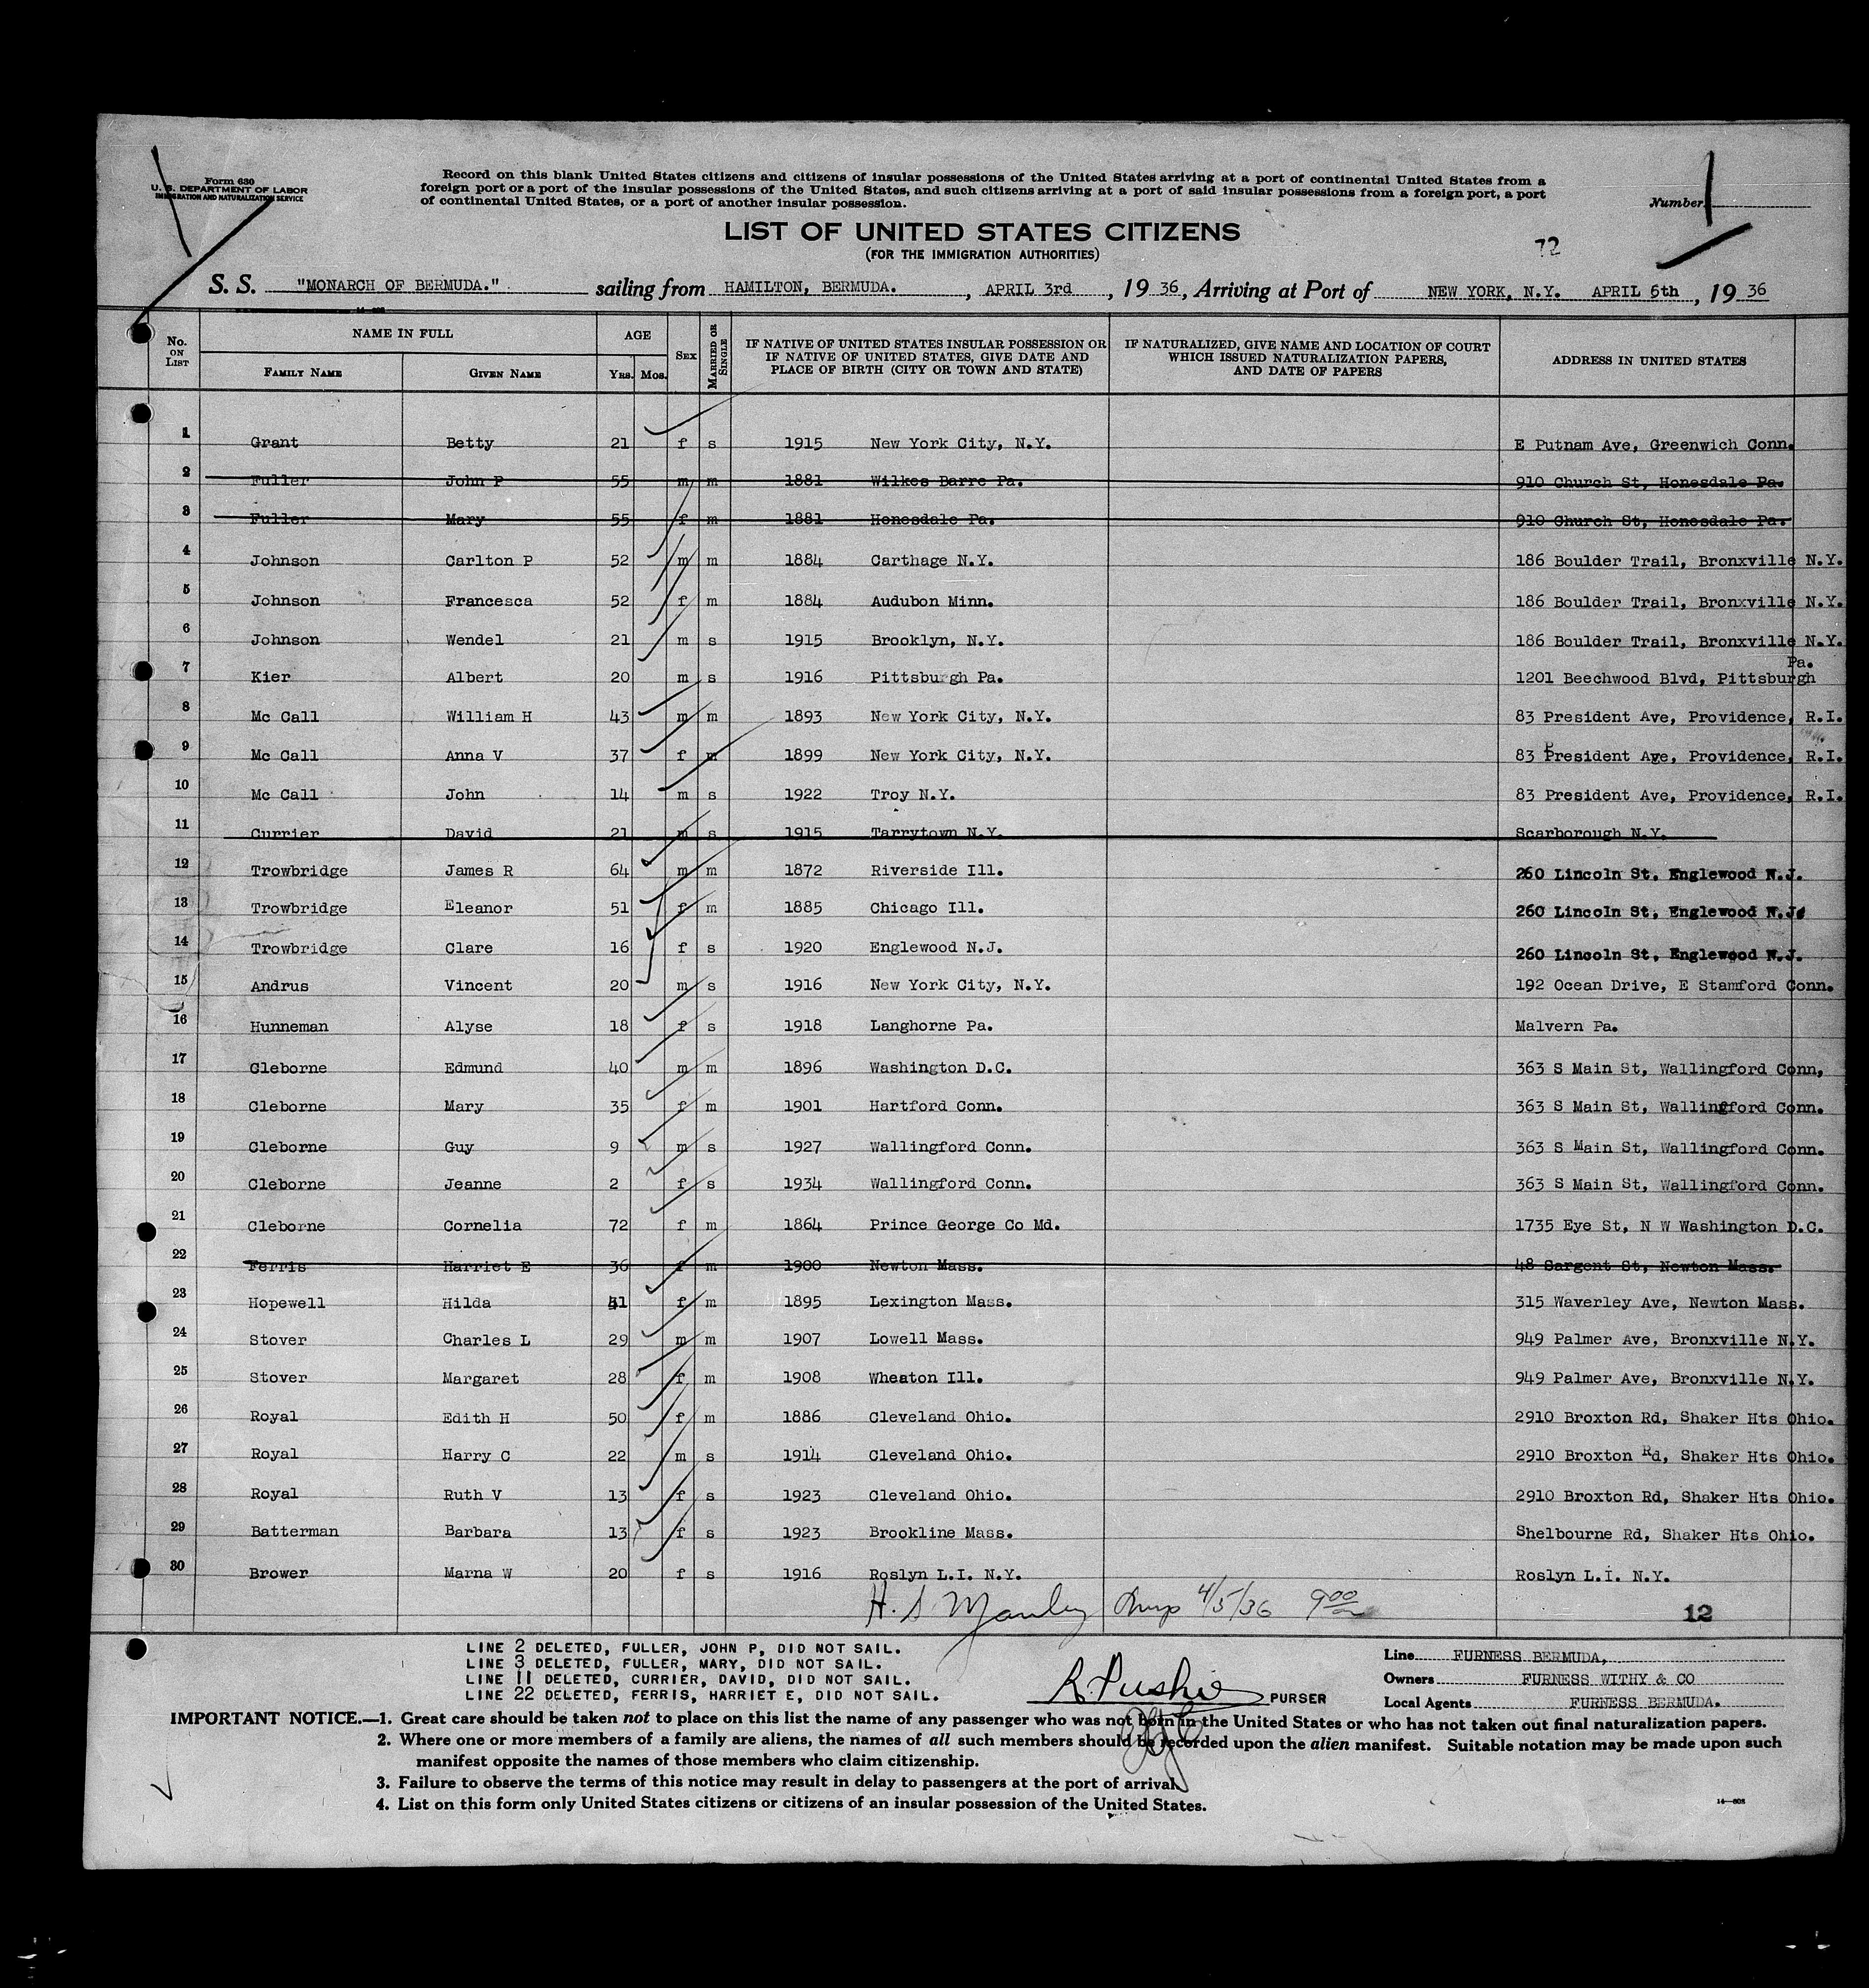 Form 630
U. S. DEPARTMENT OF LABOR
IMMIGRATION AND NATURALIZATION SERVICE
Record on this blank United States citizens and citizens of insular possessions of the United States arriving at a port of continental United States from a
foreign port or a port of the insular possessions of the United States, and such citizens arriving at a port of said insular possessions from a foreign port, a port
of continental United States, or a port of another insular possession.
Number
LIST OF UNITED STATES CITIZENS
(FOR THE IMMIGRATION AUTHORITIES)
72
S. S. "MONARCH OF BERMUDA." sailing from HAMILTON, BERMUDA. , APRIL 3rd , 19 36, Arriving at Port of NEW YORK, N.Y. APRIL 5th , 19 36
No. ON LIST NAME IN FULL FAMILY NAME GIVEN NAME AGE YRS. MOS. SEX MARRIED OR SINGLE IF NATIVE OF UNITED STATES INSULAR POSSESSION OR IF NATIVE OF UNITED STATES, GIVE DATE AND PLACE OF BIRTH (CITY OR TOWN AND STATE) IF NATURALIZED, GIVE NAME AND LOCATION OF COURT WHICH ISSUED NATURALIZATION PAPERS, AND DATE OF PAPERS ADDRESS IN UNITED STATES
1 Grant Betty 21 f s 1915 New York City, N.Y. E Putnam Ave, Greenwich Conn.
2 Fuller John P 55 m m 1881 Wilkes Barre Pa. 910 Church St, Honesdale Pa.
3 Fuller Mary 55 f m 1881 Honesdale Pa. 910 Church St, Honesdale Pa.
4 Johnson Carlton P 52 m m 1884 Carthage N.Y. 186 Boulder Trail, Bronxville N.Y.
5 Johnson Francesca 52 f m 1884 Audubon Minn. 186 Boulder Trail, Bronxville N.Y.
6 Johnson Wendel 21 m s 1915 Brooklyn, N.Y. 186 Boulder Trail, Bronxville N.Y.
7 Kier Albert 20 m s 1916 Pittsburgh Pa. 1201 Beechwood Blvd, Pittsburgh Pa.
8 Mc Call William H 43 m m 1893 New York City, N.Y. 83 President Ave, Providence, R.I.
9 Mc Call Anna V 37 f m 1899 New York City, N.Y. 83 President Ave, Providence, R.I.
10 Mc Call John 14 m s 1922 Troy N.Y. 83 President Ave, Providence, R.I.
11 Currier David 21 m s 1915 Tarrytown N.Y. Scarborough N.Y.
12 Trowbridge James R 64 m m 1872 Riverside Ill. 260 Lincoln St, Englewood N.J.
13 Trowbridge Eleanor 51 f m 1885 Chicago Ill. 260 Lincoln St, Englewood N.J.
14 Trowbridge Clare 16 f s 1920 Englewood N.J. 260 Lincoln St, Englewood N.J.
15 Andrus Vincent 20 m s 1916 New York City, N.Y. 192 Ocean Drive, E Stamford Conn.
16 Hunneman Alyse 18 f s 1918 Langhorne Pa. Malvern Pa.
17 Cleborne Edmund 40 m m 1896 Washington D.C. 363 S Main St, Wallingford Conn,
18 Cleborne Mary 35 f m 1901 Hartford Conn. 363 S Main St, Wallingford Conn.
19 Cleborne Guy 9 m s 1927 Wallingford Conn. 363 S Main St, Wallingford Conn.
20 Cleborne Jeanne 2 f s 1934 Wallingford Conn. 363 S Main St, Wallingford Conn.
21 Cleborne Cornelia 72 f m 1864 Prince George Co Md. 1735 Eye St, N W Washington D.C.
22 Ferris Harriet E 36 f m 1900 Newton Mass. 48 Sargent St, Newton Mass.
23 Hopewell Hilda 41 f m 1895 Lexington Mass. 315 Waverley Ave, Newton Mass.
24 Stover Charles L 29 m m 1907 Lowell Mass. 949 Palmer Ave, Bronxville N.Y.
25 Stover Margaret 28 f m 1908 Wheaton Ill. 949 Palmer Ave, Bronxville N.Y.
26 Royal Edith H 50 f m 1886 Cleveland Ohio. 2910 Broxton Rd, Shaker Hts Ohio.
27 Royal Harry C 22 m s 1914 Cleveland Ohio. 2910 Broxton Rd, Shaker Hts Ohio.
28 Royal Ruth V 13 f s 1923 Cleveland Ohio. 2910 Broxton Rd, Shaker Hts Ohio.
29 Batterman Barbara 13 f s 1923 Brookline Mass. Shelbourne Rd, Shaker Hts Ohio.
30 Brower Marna W 20 f s 1916 Roslyn L.I. N.Y. Roslyn L.I. N.Y.
H. S. Manley Insp 4/5/36 9 00
12
LINE 2 DELETED, FULLER, JOHN P, DID NOT SAIL.
LINE 3 DELETED, FULLER, MARY, DID NOT SAIL.
LINE 11 DELETED, CURRIER, DAVID, DID NOT SAIL.
LINE 22 DELETED, FERRIS, HARRIET E, DID NOT SAIL.
PURSER
Line FURNESS BERMUDA,
Owners FURNESS WITHY & CO
Local Agents FURNESS BERMUDA.
IMPORTANT NOTICE.—1. Great care should be taken not to place on this list the name of any passenger who was not born in the United States or who has not taken out final naturalization papers.
2. Where one or more members of a family are aliens, the names of all such members should be recorded upon the alien manifest. Suitable notation may be made upon such
manifest opposite the names of those members who claim citizenship.
3. Failure to observe the terms of this notice may result in delay to passengers at the port of arrival.
4. List on this form only United States citizens or citizens of an insular possession of the United States.